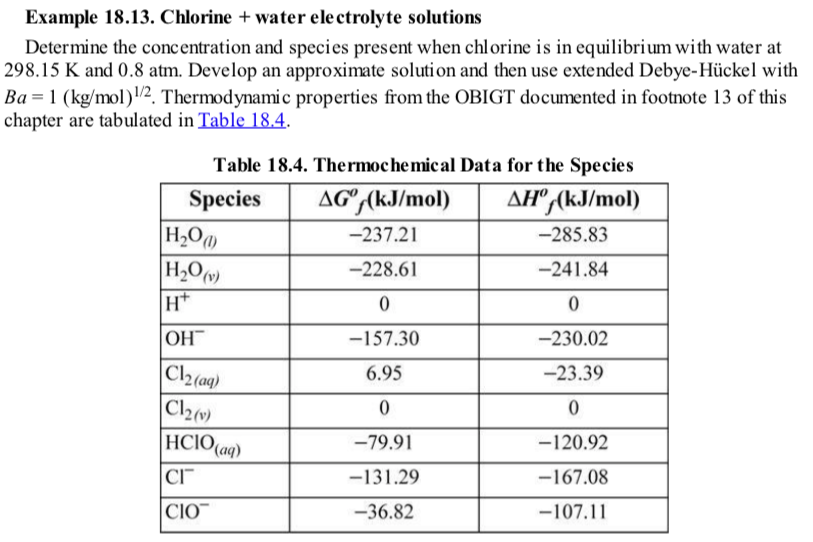 Example 18.13. Chlorine + water electrolyte solutions
Determine the concentration and species present when chlorine is in equilibrium with water at
298.15 K and 0.8 atm. Develop an approximate solution and then use extended Debye-Hückel with
Ba = 1 (kg/mol)^1/2. Thermodynamic properties from the OBIGT documented in footnote 13 of this
chapter are tabulated in Table 18.4.
Table 18.4. Thermochemical Data for the Species
Species ΔG°f(kJ/mol) ΔH°f(kJ/mol)
H₂O(l) −237.21 −285.83
H₂O(v) −228.61 −241.84
H⁺ 0 0
OH⁻ −157.30 −230.02
Cl₂(aq) 6.95 −23.39
Cl₂(v) 0 0
HClO(aq) −79.91 −120.92
Cl⁻ −131.29 −167.08
ClO⁻ −36.82 −107.11